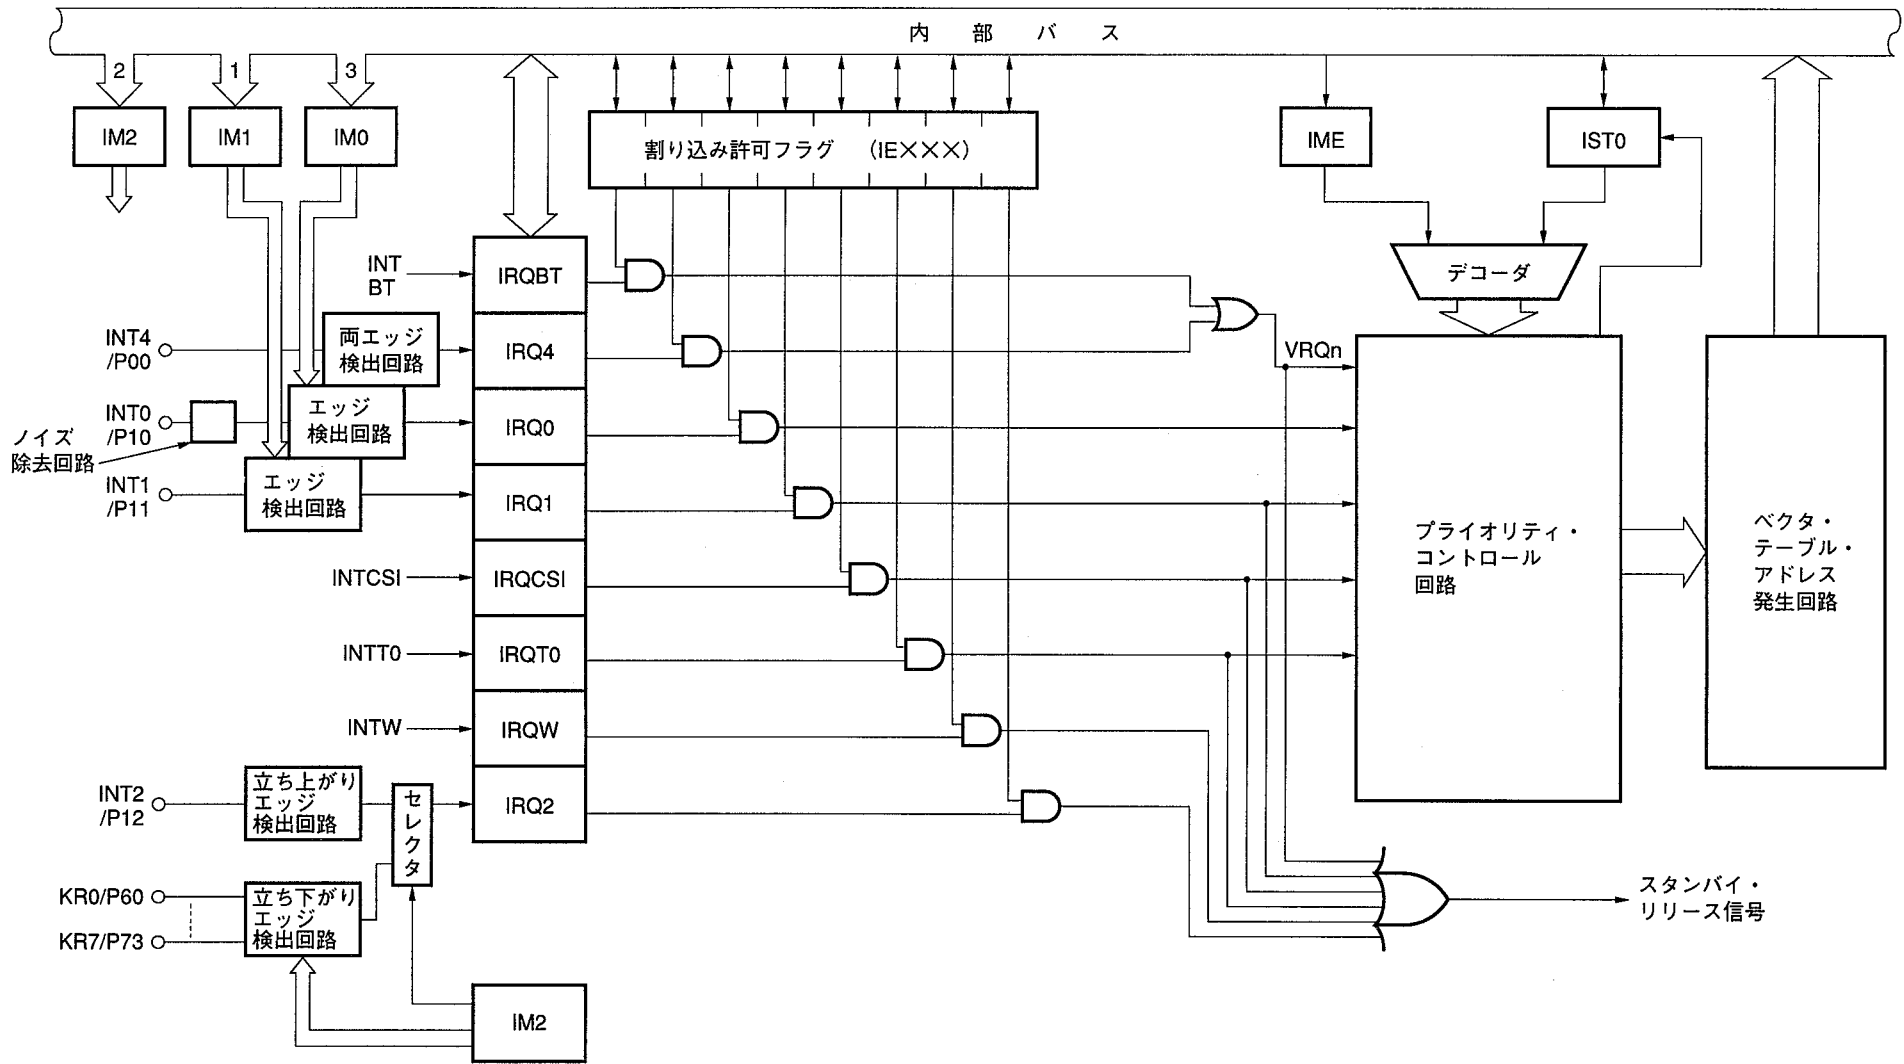 内部バス
2
1
3
IM2
IM1
IM0
割り込み許可フラグ (IE×××)
IME
IST0
デコーダ
INT
BT
IRQBT
INT4
/P00
両エッジ
検出回路
IRQ4
VRQn
INT0
/P10
エッジ
検出回路
IRQ0
ノイズ
除去回路
INT1
/P11
エッジ
検出回路
IRQ1
プライオリティ・
コントロール
回路
ベクタ・
テーブル・
アドレス
発生回路
INTCSI
IRQCSI
INTT0
IRQT0
INTW
IRQW
INT2
/P12
立ち上がり
エッジ
検出回路
セレクタ
IRQ2
KR0/P60
KR7/P73
立ち下がり
エッジ
検出回路
スタンバイ・
リリース信号
IM2